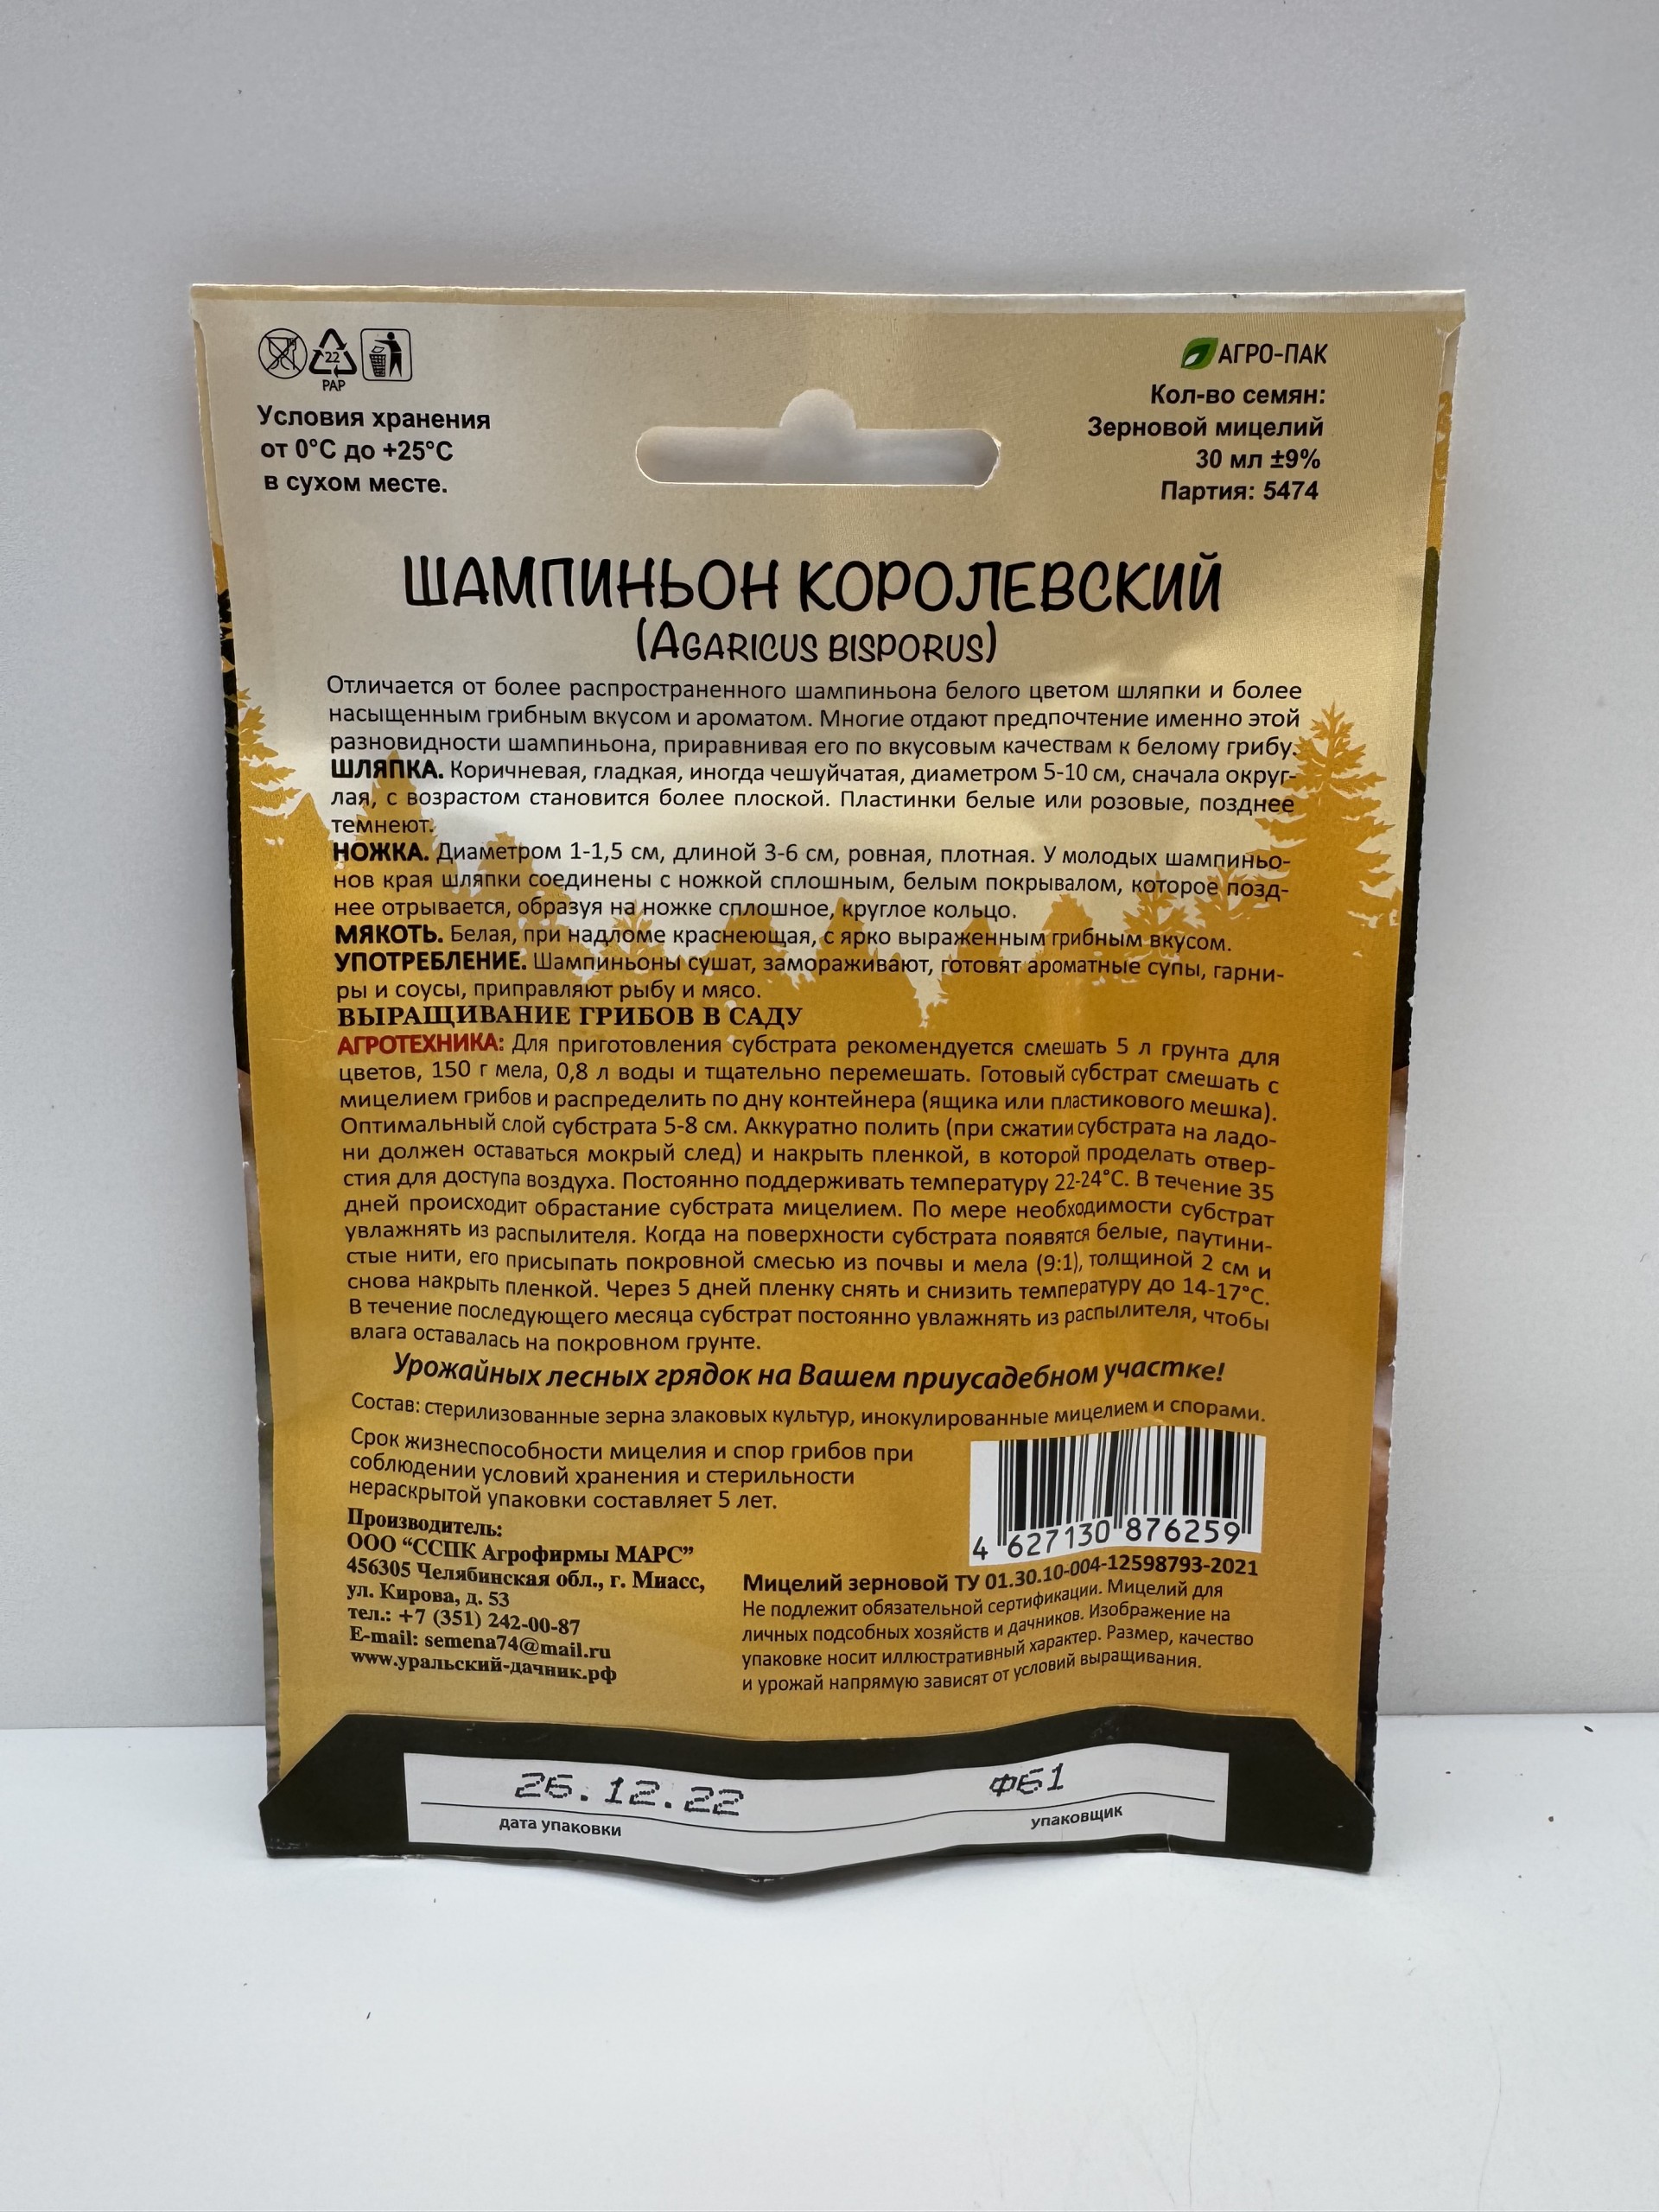 22
PAP
Условия хранения
от 0°С до +25°С
в сухом месте.
АГРО-ПАК
Кол-во семян:
Зерновой мицелий
30 мл ±9%
Партия: 5474
ШАМПИНЬОН КОРОЛЕВСКИЙ
(AGARICUS BISPORUS)
Отличается от более распространенного шампиньона белого цветом шляпки и более
насыщенным грибным вкусом и ароматом. Многие отдают предпочтение именно этой
разновидности шампиньона, приравнивая его по вкусовым качествам к белому грибу.
ШЛЯПКА. Коричневая, гладкая, иногда чешуйчатая, диаметром 5-10 см, сначала округ-
лая, с возрастом становится более плоской. Пластинки белые или розовые, позднее
темнеют.
НОЖКА. Диаметром 1-1,5 см, длиной 3-6 см, ровная, плотная. У молодых шампиньо-
нов края шляпки соединены с ножкой сплошным, белым покрывалом, которое позд-
нее отрывается, образуя на ножке сплошное, круглое кольцо.
МЯКОТЬ. Белая, при надломе краснеющая, с ярко выраженным грибным вкусом.
УПОТРЕБЛЕНИЕ. Шампиньоны сушат, замораживают, готовят ароматные супы, гарни-
ры и соусы, приправляют рыбу и мясо.
ВЫРАЩИВАНИЕ ГРИБОВ В САДУ
АГРОТЕХНИКА: Для приготовления субстрата рекомендуется смешать 5 л грунта для
цветов, 150 г мела, 0,8 л воды и тщательно перемешать. Готовый субстрат смешать с
мицелием грибов и распределить по дну контейнера (ящика или пластикового мешка).
Оптимальный слой субстрата 5-8 см. Аккуратно полить (при сжатии субстрата на ладо-
ни должен оставаться мокрый след) и накрыть пленкой, в которой проделать отвер-
стия для доступа воздуха. Постоянно поддерживать температуру 22-24°С. В течение 35
дней происходит обрастание субстрата мицелием. По мере необходимости субстрат
увлажнять из распылителя. Когда на поверхности субстрата появятся белые, паутини-
стые нити, его присыпать покровной смесью из почвы и мела (9:1), толщиной 2 см и
снова накрыть пленкой. Через 5 дней пленку снять и снизить температуру до 14-17°С.
В течение последующего месяца субстрат постоянно увлажнять из распылителя, чтобы
влага оставалась на покровном грунте.
Урожайных лесных грядок на Вашем приусадебном участке!
Состав: стерилизованные зерна злаковых культур, инокулированные мицелием и спорами.
Срок жизнеспособности мицелия и спор грибов при
соблюдении условий хранения и стерильности
нераскрытой упаковки составляет 5 лет.
Производитель:
ООО “ССПК Агрофирмы МАРС”
456305 Челябинская обл., г. Миасс,
ул. Кирова, д. 53
тел.: +7 (351) 242-00-87
E-mail: semena74@mail.ru
www.уральский-дачник.рф
4 627130 876259
Мицелий зерновой ТУ 01.30.10-004-12598793-2021
Не подлежит обязательной сертификации. Мицелий для
личных подсобных хозяйств и дачников. Изображение на
упаковке носит иллюстративный характер. Размер, качество
и урожай напрямую зависят от условий выращивания.
26.12.22
Ф61
дата упаковки
упаковщик